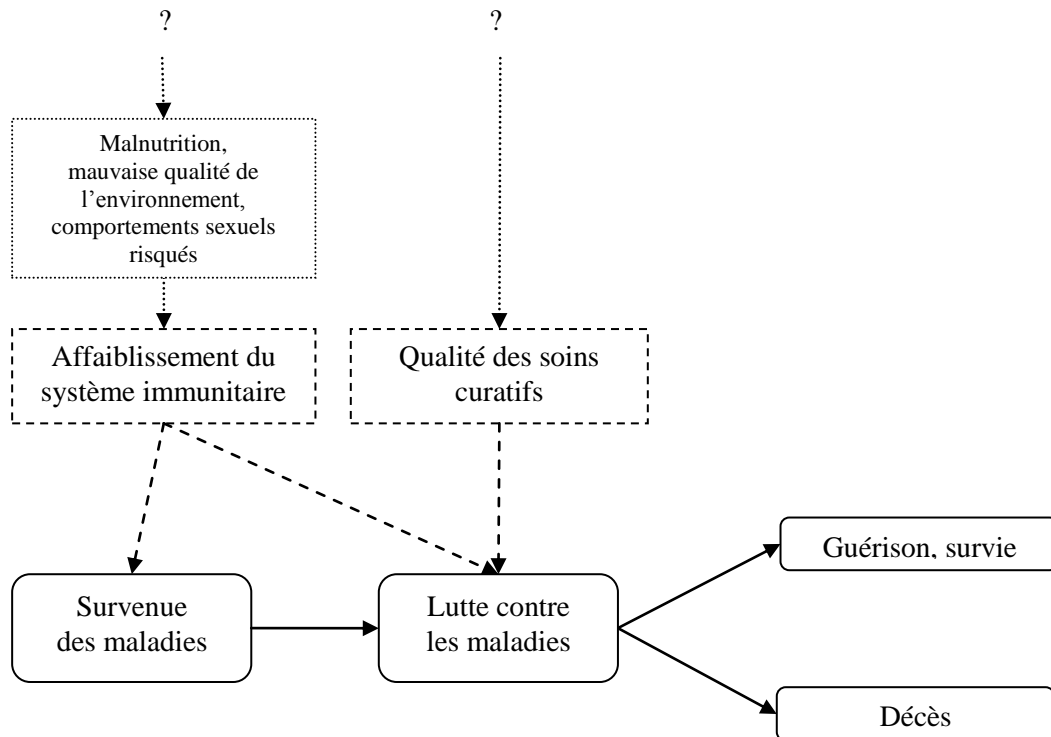 ?
?
Malnutrition,
mauvaise qualité de
l’environnement,
comportements sexuels
risqués
Affaiblissement du
système immunitaire
Qualité des soins
curatifs
Survenue
des maladies
Lutte contre
les maladies
Guérison, survie
Décès